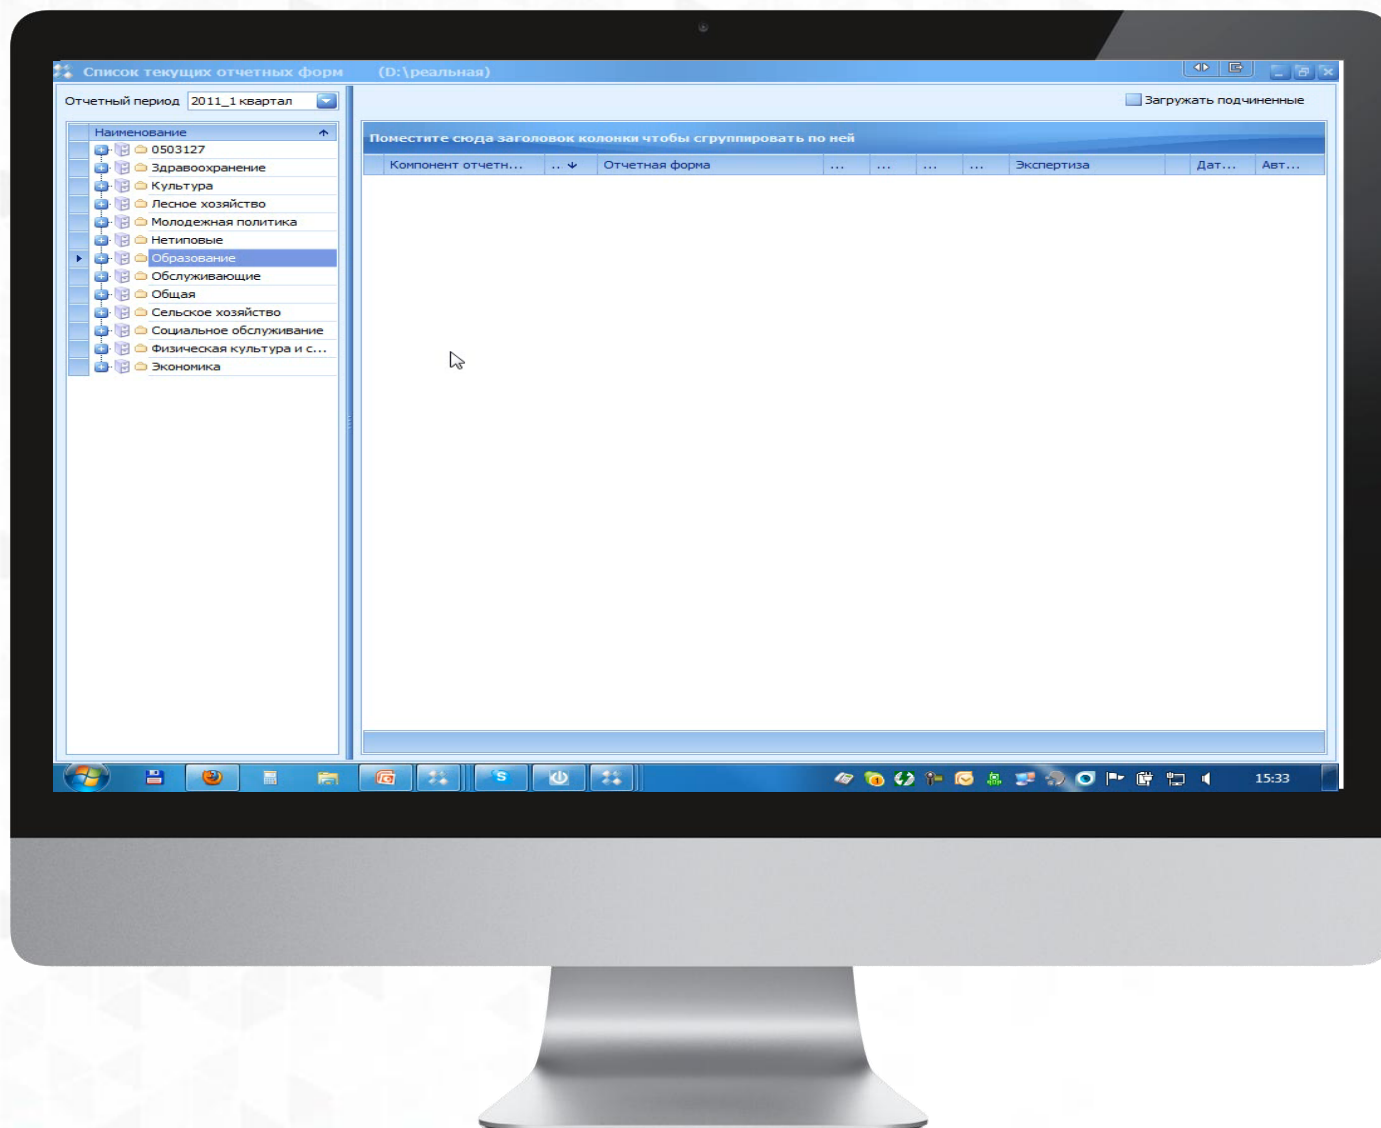 Список текущих отчетных форм (D:\реальная)
Отчетный период 2011_1 квартал
Загружать подчиненные
Наименование
Поместите сюда заголовок колонки чтобы сгруппировать по ней
Компонент отчетн... .. Отчетная форма ... ... ... ... Экспертиза Дат... Авт...
0503127
Здравоохранение
Культура
Лесное хозяйство
Молодежная политика
Нетиповые
Образование
Обслуживающие
Общая
Сельское хозяйство
Социальное обслуживание
Физическая культура и с...
Экономика
15:33